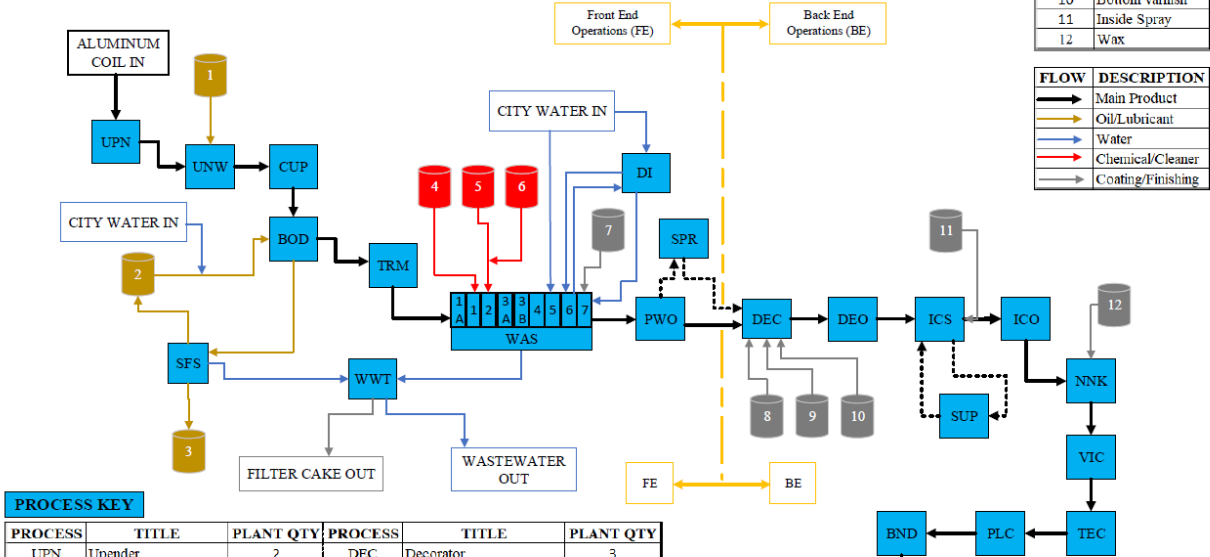 Front End
Operations (FE)
Back End
Operations (BE)
10 Bottom Varnish
11 Inside Spray
12 Wax
FLOW DESCRIPTION
Main Product
Oil/Lubricant
Water
Chemical/Cleaner
Coating/Finishing
ALUMINUM
COIL IN
1
UPN
UNW
CUP
CITY WATER IN
DI
4
5
6
7
CITY WATER IN
BOD
2
TRM
SPR
11
1A 1 2 3A 3B 4 5 6 7
WAS
PWO
DEC
DEO
ICS
ICO
12
SFS
WWT
NNK
8
9
10
SUP
3
FILTER CAKE OUT
WASTEWATER
OUT
FE
BE
VIC
BND
PLC
TEC
PROCESS KEY
PROCESS TITLE PLANT QTY PROCESS TITLE PLANT QTY
UPN Upender 2 DEC Decorator 3